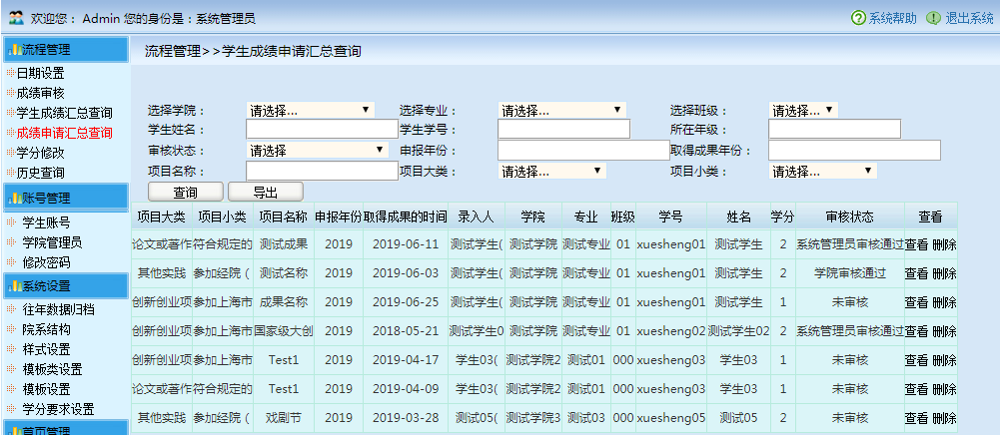 欢迎您： Admin 您的身份是：系统管理员 系统帮助 退出系统
流程管理
日期设置
成绩审核
学生成绩汇总查询
成绩申请汇总查询
学分修改
历史查询
账号管理
学生账号
学院管理员
修改密码
系统设置
往年数据归档
院系结构
样式设置
模板类设置
模板设置
学分要求设置
首页管理
流程管理>>学生成绩申请汇总查询
选择学院： 请选择... 选择专业： 请选择... 选择班级： 请选择...
学生姓名： 学生学号： 所在年级：
审核状态： 请选择 申报年份： 取得成果年份：
项目名称： 项目大类： 请选择... 项目小类： 请选择...
查询 导出
项目大类 项目小类 项目名称 申报年份 取得成果的时间 录入人 学院 专业 班级 学号 姓名 学分 审核状态 查看
论文或著作 符合规定的 测试成果 2019 2019-06-11 测试学生( 测试学院 测试专业 01 xuesheng01 测试学生 2 系统管理员审核通过 查看 删除
其他实践 参加经院（ 测试名称 2019 2019-06-03 测试学生( 测试学院 测试专业 01 xuesheng01 测试学生 2 学院审核通过 查看 删除
创新创业项 参加上海市 成果名称 2019 2019-06-25 测试学生( 测试学院 测试专业 01 xuesheng01 测试学生 1 未审核 查看 删除
创新创业项 参加上海市 国家级大创 2019 2018-05-21 测试学生0 测试学院 测试专业 01 xuesheng02 测试学生02 2 系统管理员审核通过 查看 删除
创新创业项 参加上海市 Test1 2019 2019-04-17 学生03( 测试学院2 测试01 000 xuesheng03 学生03 1 未审核 查看 删除
论文或著作 符合规定的 Test1 2019 2019-04-09 学生03( 测试学院2 测试01 000 xuesheng03 学生03 1 未审核 查看 删除
其他实践 参加经院（ 戏剧节 2019 2019-03-28 测试05( 测试学院3 测试03 000 xuesheng05 测试05 2 未审核 查看 删除